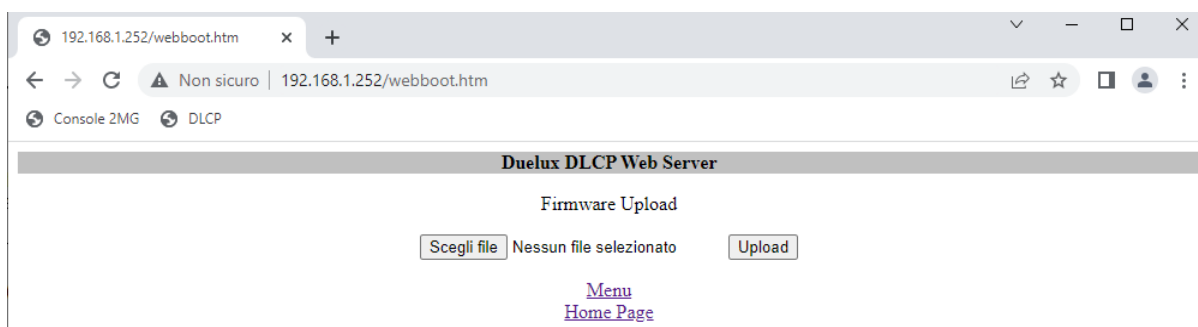 192.168.1.252/webboot.htm
Non sicuro | 192.168.1.252/webboot.htm
Console 2MG DLCP
Duelux DLCP Web Server
Firmware Upload
Scegli file Nessun file selezionato Upload
Menu
Home Page